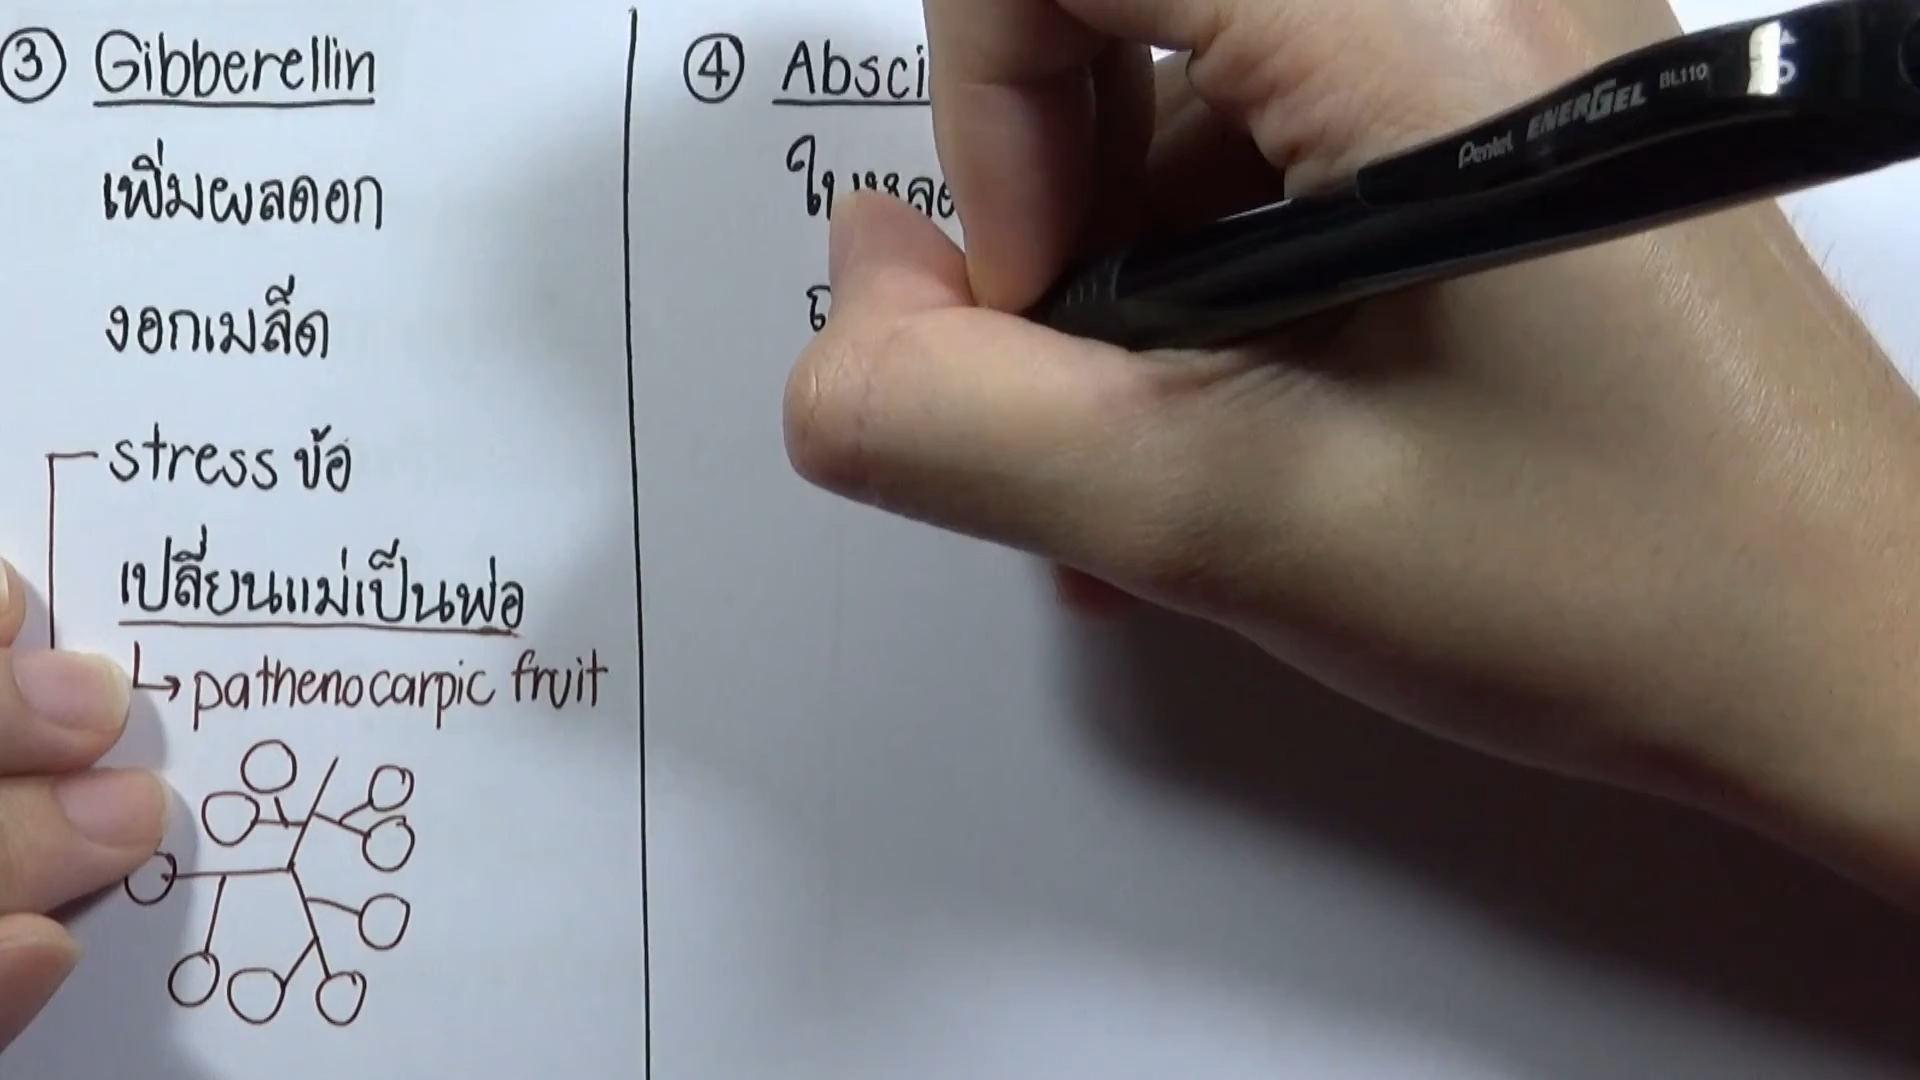 ③ Gibberellin
เพิ่มผลดอก
งอกเมล็ด
stress ข้อ
เปลี่ยนแม่เป็นพ่อ
↳ pathenocarpic fruit
④
Pentel ENERGEL BL110